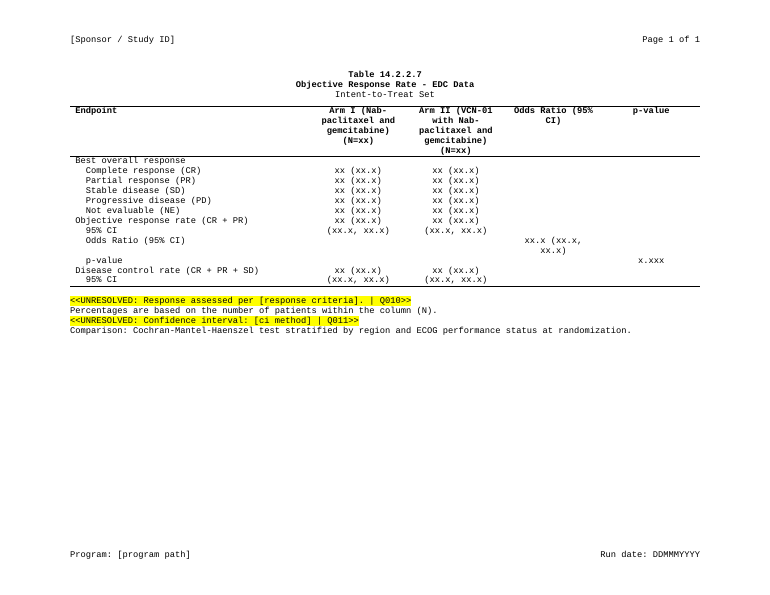 [Sponsor / Study ID] Page 1 of 1
Table 14.2.2.7
Objective Response Rate - EDC Data
Intent-to-Treat Set
Endpoint Arm I (Nab- Arm II (VCN-01 Odds Ratio (95% p-value
paclitaxel and with Nab- CI)
gemcitabine) paclitaxel and
(N=xx) gemcitabine)
(N=xx)
Best overall response
Complete response (CR) xx (xx.x) xx (xx.x)
Partial response (PR) xx (xx.x) xx (xx.x)
Stable disease (SD) xx (xx.x) xx (xx.x)
Progressive disease (PD) xx (xx.x) xx (xx.x)
Not evaluable (NE) xx (xx.x) xx (xx.x)
Objective response rate (CR + PR) xx (xx.x) xx (xx.x)
95% CI (xx.x, xx.x) (xx.x, xx.x)
Odds Ratio (95% CI) xx.x (xx.x,
xx.x)
p-value x.xxx
Disease control rate (CR + PR + SD) xx (xx.x) xx (xx.x)
95% CI (xx.x, xx.x) (xx.x, xx.x)
<<UNRESOLVED: Response assessed per [response criteria]. | Q010>>
Percentages are based on the number of patients within the column (N).
<<UNRESOLVED: Confidence interval: [ci method] | Q011>>
Comparison: Cochran-Mantel-Haenszel test stratified by region and ECOG performance status at randomization.
Program: [program path] Run date: DDMMMYYYY